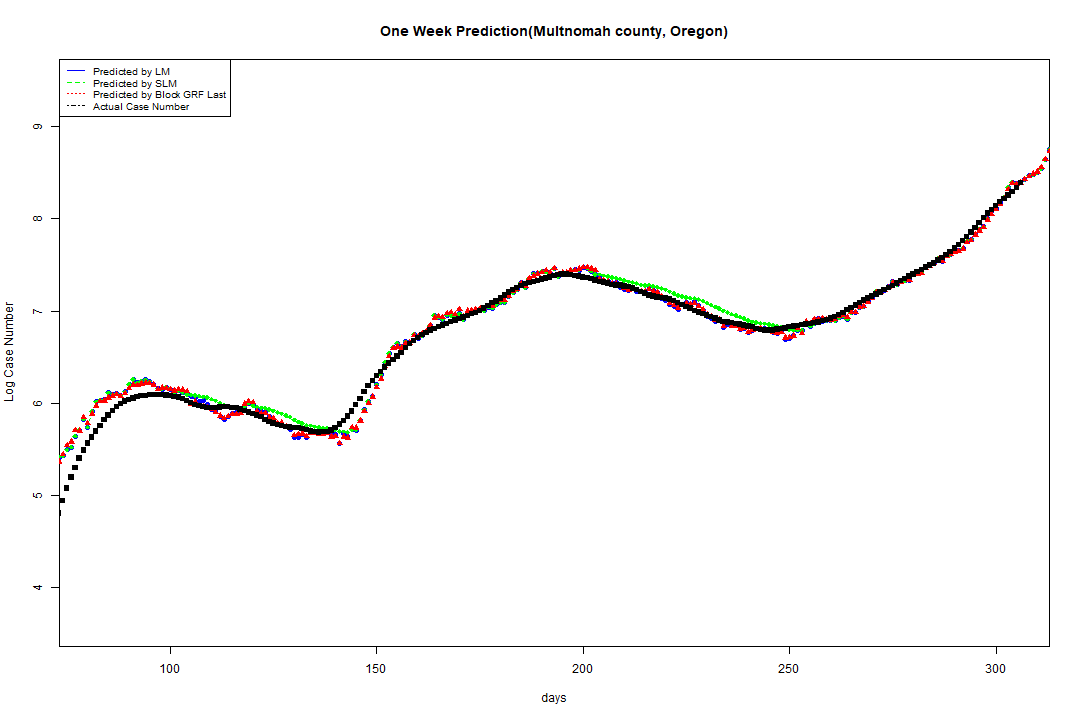 One Week Prediction(Multnomah county, Oregon)
Predicted by LM
Predicted by SLM
Predicted by Block GRF Last
Actual Case Number
9
8
7
6
5
4
Log Case Number
100 150 200 250 300
days